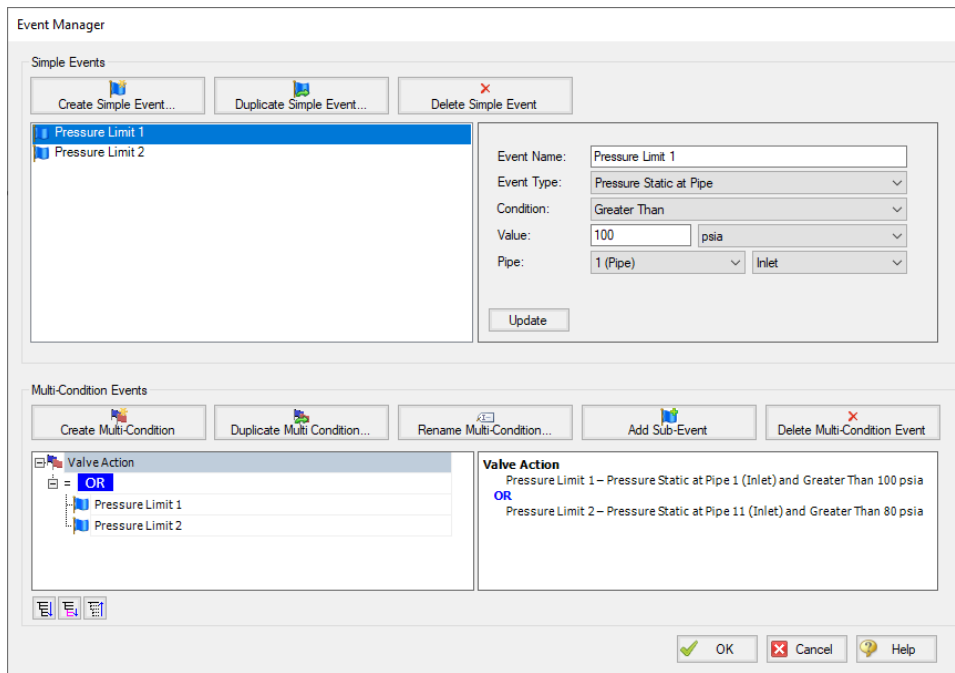 Event Manager
Simple Events
Create Simple Event...
Duplicate Simple Event...
Delete Simple Event
Pressure Limit 1
Pressure Limit 2
Event Name: Pressure Limit 1
Event Type: Pressure Static at Pipe
Condition: Greater Than
Value: 100 psia
Pipe: 1 (Pipe) Inlet
Update
Multi-Condition Events
Create Multi-Condition
Duplicate Multi Condition...
Rename Multi-Condition...
Add Sub-Event
Delete Multi-Condition Event
Valve Action
= OR
Pressure Limit 1
Pressure Limit 2
Valve Action
Pressure Limit 1 – Pressure Static at Pipe 1 (Inlet) and Greater Than 100 psia
OR
Pressure Limit 2 – Pressure Static at Pipe 11 (Inlet) and Greater Than 80 psia
OK
Cancel
Help